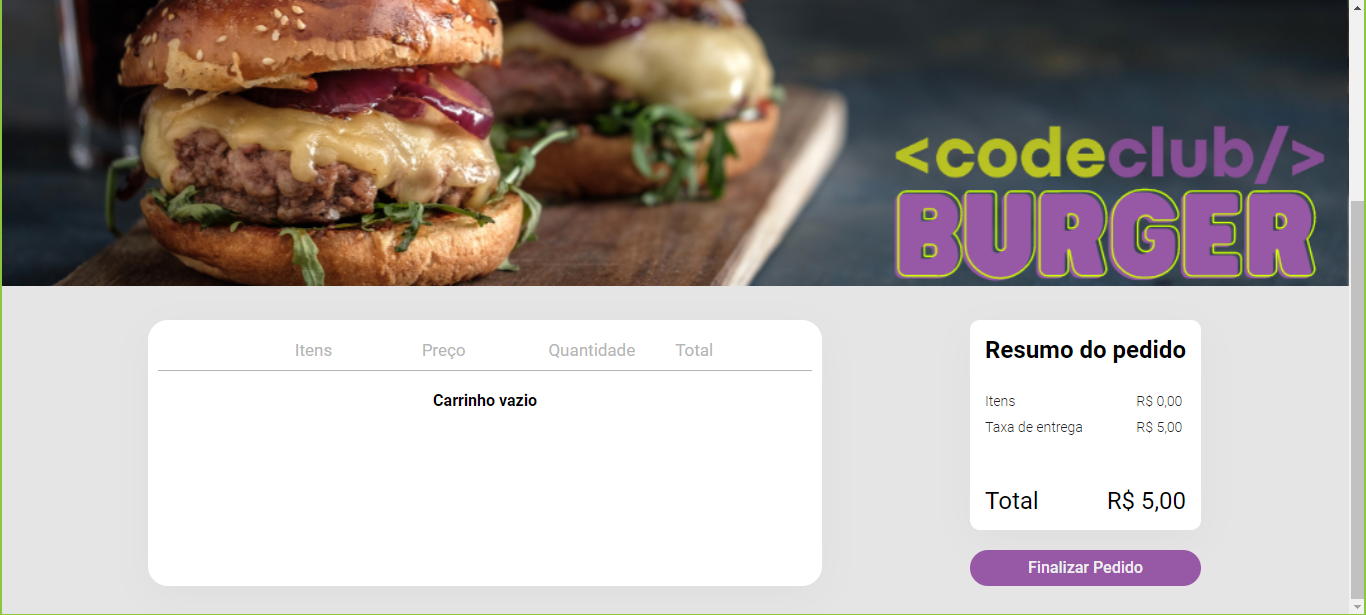 <codeclub/>
BURGER
Itens Preço Quantidade Total
Carrinho vazio
Resumo do pedido
Itens R$ 0,00
Taxa de entrega R$ 5,00
Total R$ 5,00
Finalizar Pedido